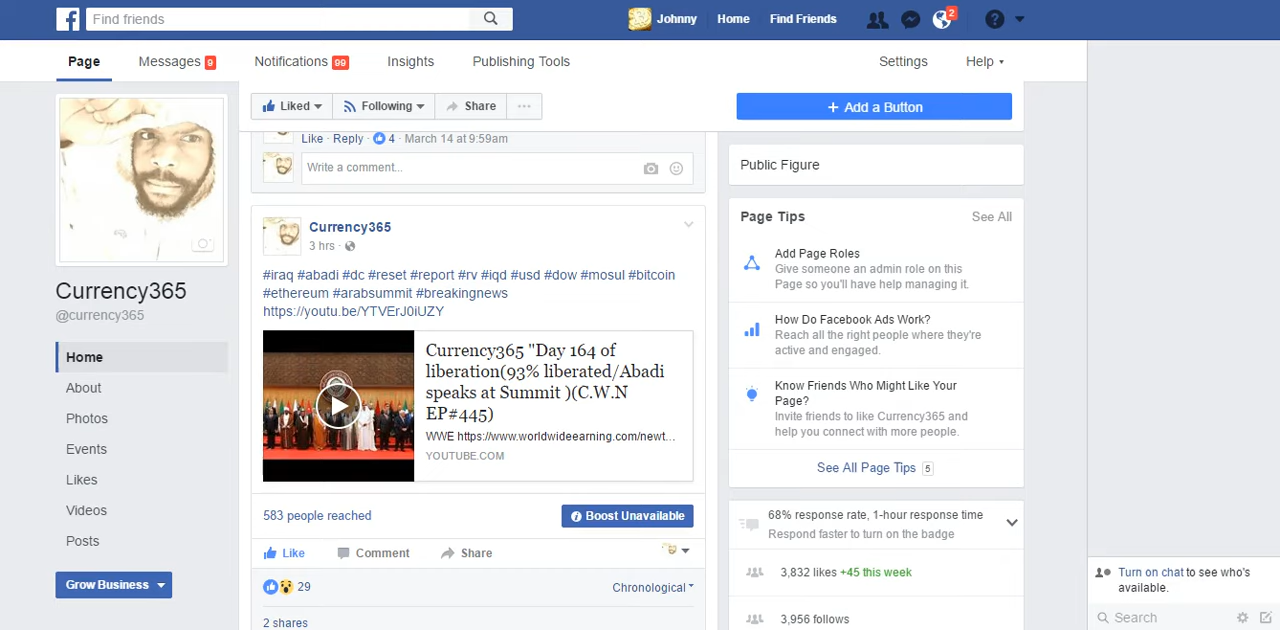 Find friends
Johnny Home Find Friends 2
Page Messages 9 Notifications 99 Insights Publishing Tools Settings Help
Liked Following Share ... + Add a Button
Like · Reply · 4 · March 14 at 9:59am
Write a comment...
Currency365
@currency365
Home
About
Photos
Events
Likes
Videos
Posts
Grow Business
Currency365
3 hrs ·
#iraq #abadi #dc #reset #report #rv #iqd #usd #dow #mosul #bitcoin
#ethereum #arabsummit #breakingnews
https://youtu.be/YTVErJ0iUZY
Currency365 "Day 164 of
liberation(93% liberated/Abadi
speaks at Summit )(C.W.N
EP#445)
WWE https://www.worldwideearning.com/newt...
YOUTUBE.COM
583 people reached
Boost Unavailable
Like Comment Share
29 Chronological
2 shares
Public Figure
Page Tips See All
Add Page Roles
Give someone an admin role on this
Page so you'll have help managing it.
How Do Facebook Ads Work?
Reach all the right people where they're
active and engaged.
Know Friends Who Might Like Your
Page?
Invite friends to like Currency365 and
help you connect with more people.
See All Page Tips 5
68% response rate, 1-hour response time
Respond faster to turn on the badge
3,832 likes +45 this week
3,956 follows
Turn on chat to see who's
available.
Search